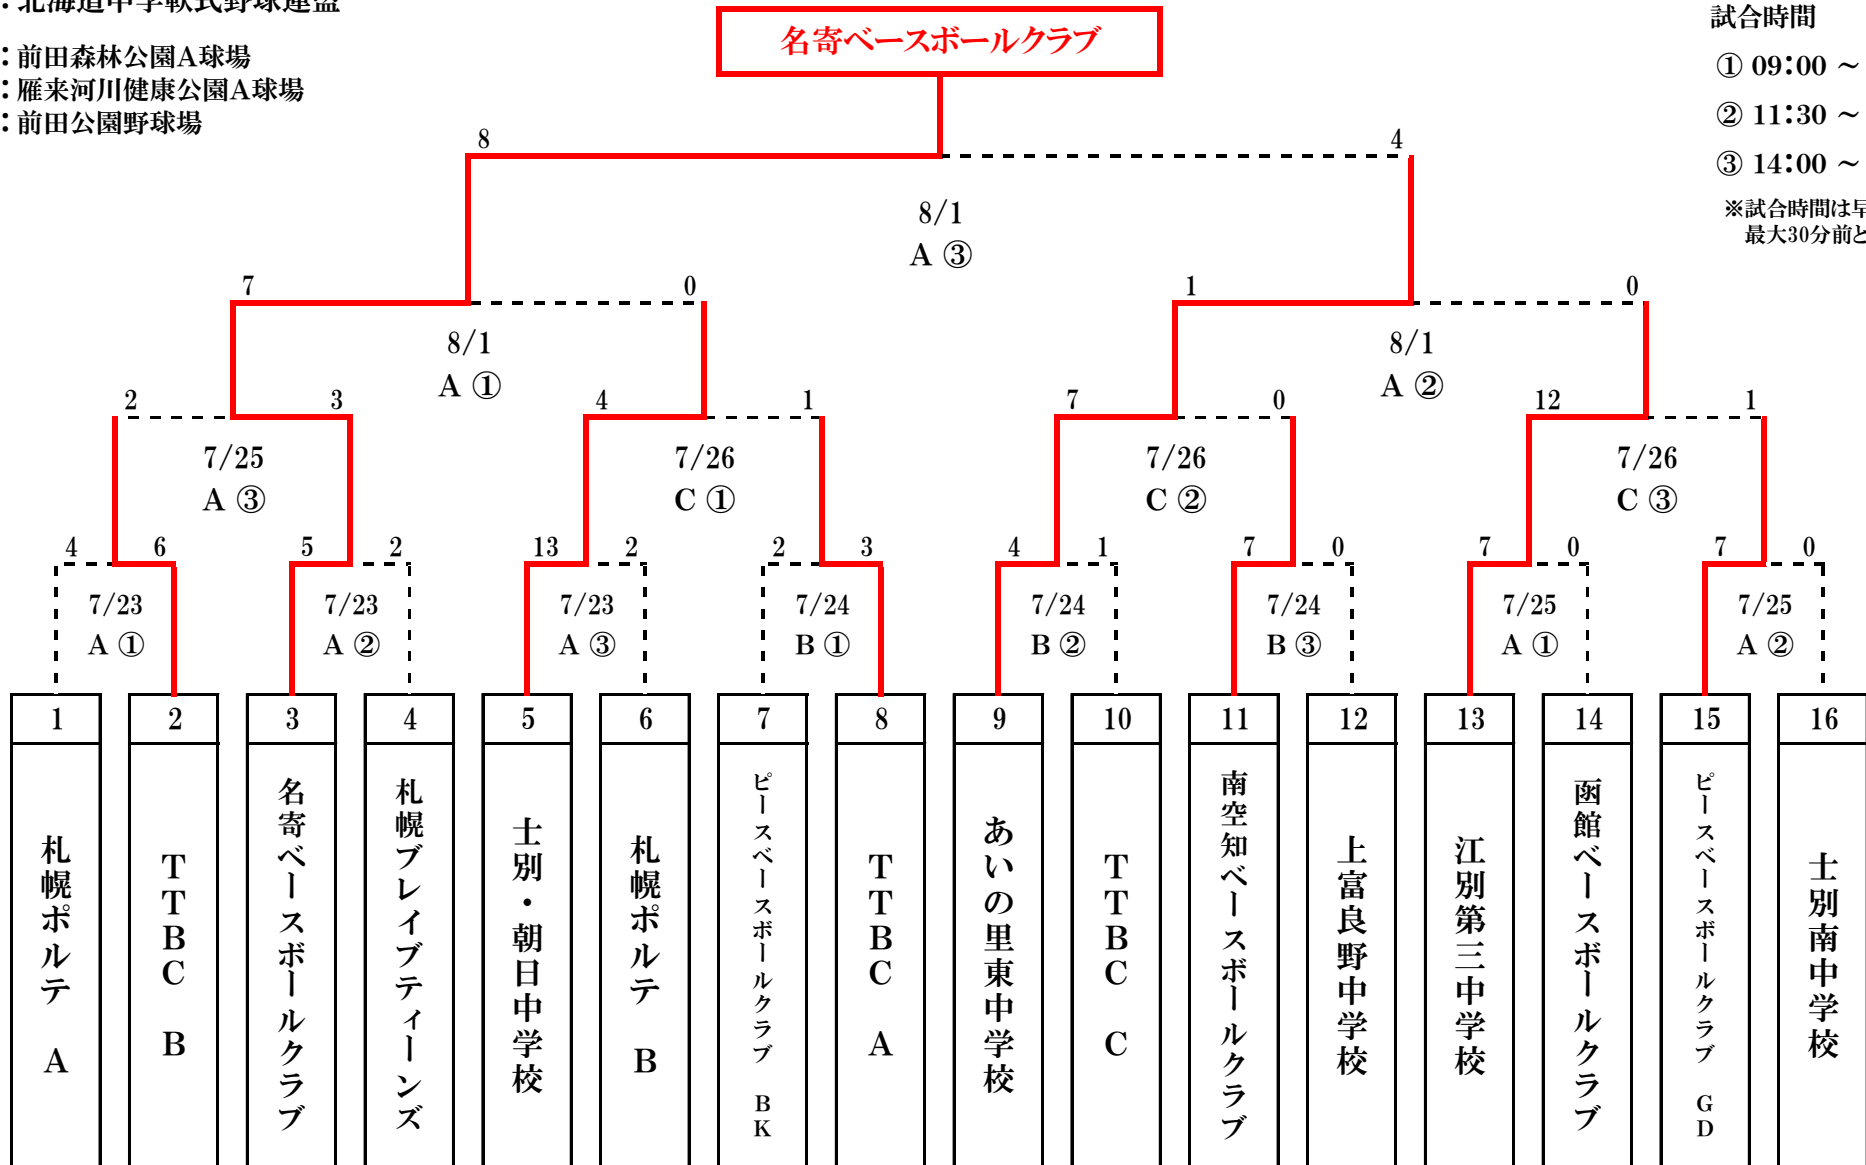 ：北海道中学軟式野球連盟
：前田森林公園A球場
：雁来河川健康公園A球場
：前田公園野球場
名寄ベースボールクラブ
試合時間
① 09：00 ～
② 11：30 ～
③ 14：00 ～
※試合時間は早
最大30分前と
8 4
8/1
A ③
7 0 1 0
8/1 8/1
A ① A ②
2 3 4 1 7 0 12 1
7/25 7/26 7/26 7/26
A ③ C ① C ② C ③
4 6 5 2 13 2 2 3 4 1 7 0 7 0 7 0
7/23 7/23 7/23 7/24 7/24 7/24 7/25 7/25
A ① A ② A ③ B ① B ② B ③ A ① A ②
1 2 3 4 5 6 7 8 9 10 11 12 13 14 15 16
札幌ポルテ A
TTBC B
名寄ベースボールクラブ
札幌ブレイブティーンズ
士別・朝日中学校
札幌ポルテ B
ピースベースボールクラブ BK
TTBC A
あいの里東中学校
TTBC C
南空知ベースボールクラブ
上富良野中学校
江別第三中学校
函館ベースボールクラブ
ピースベースボールクラブ GD
士別南中学校